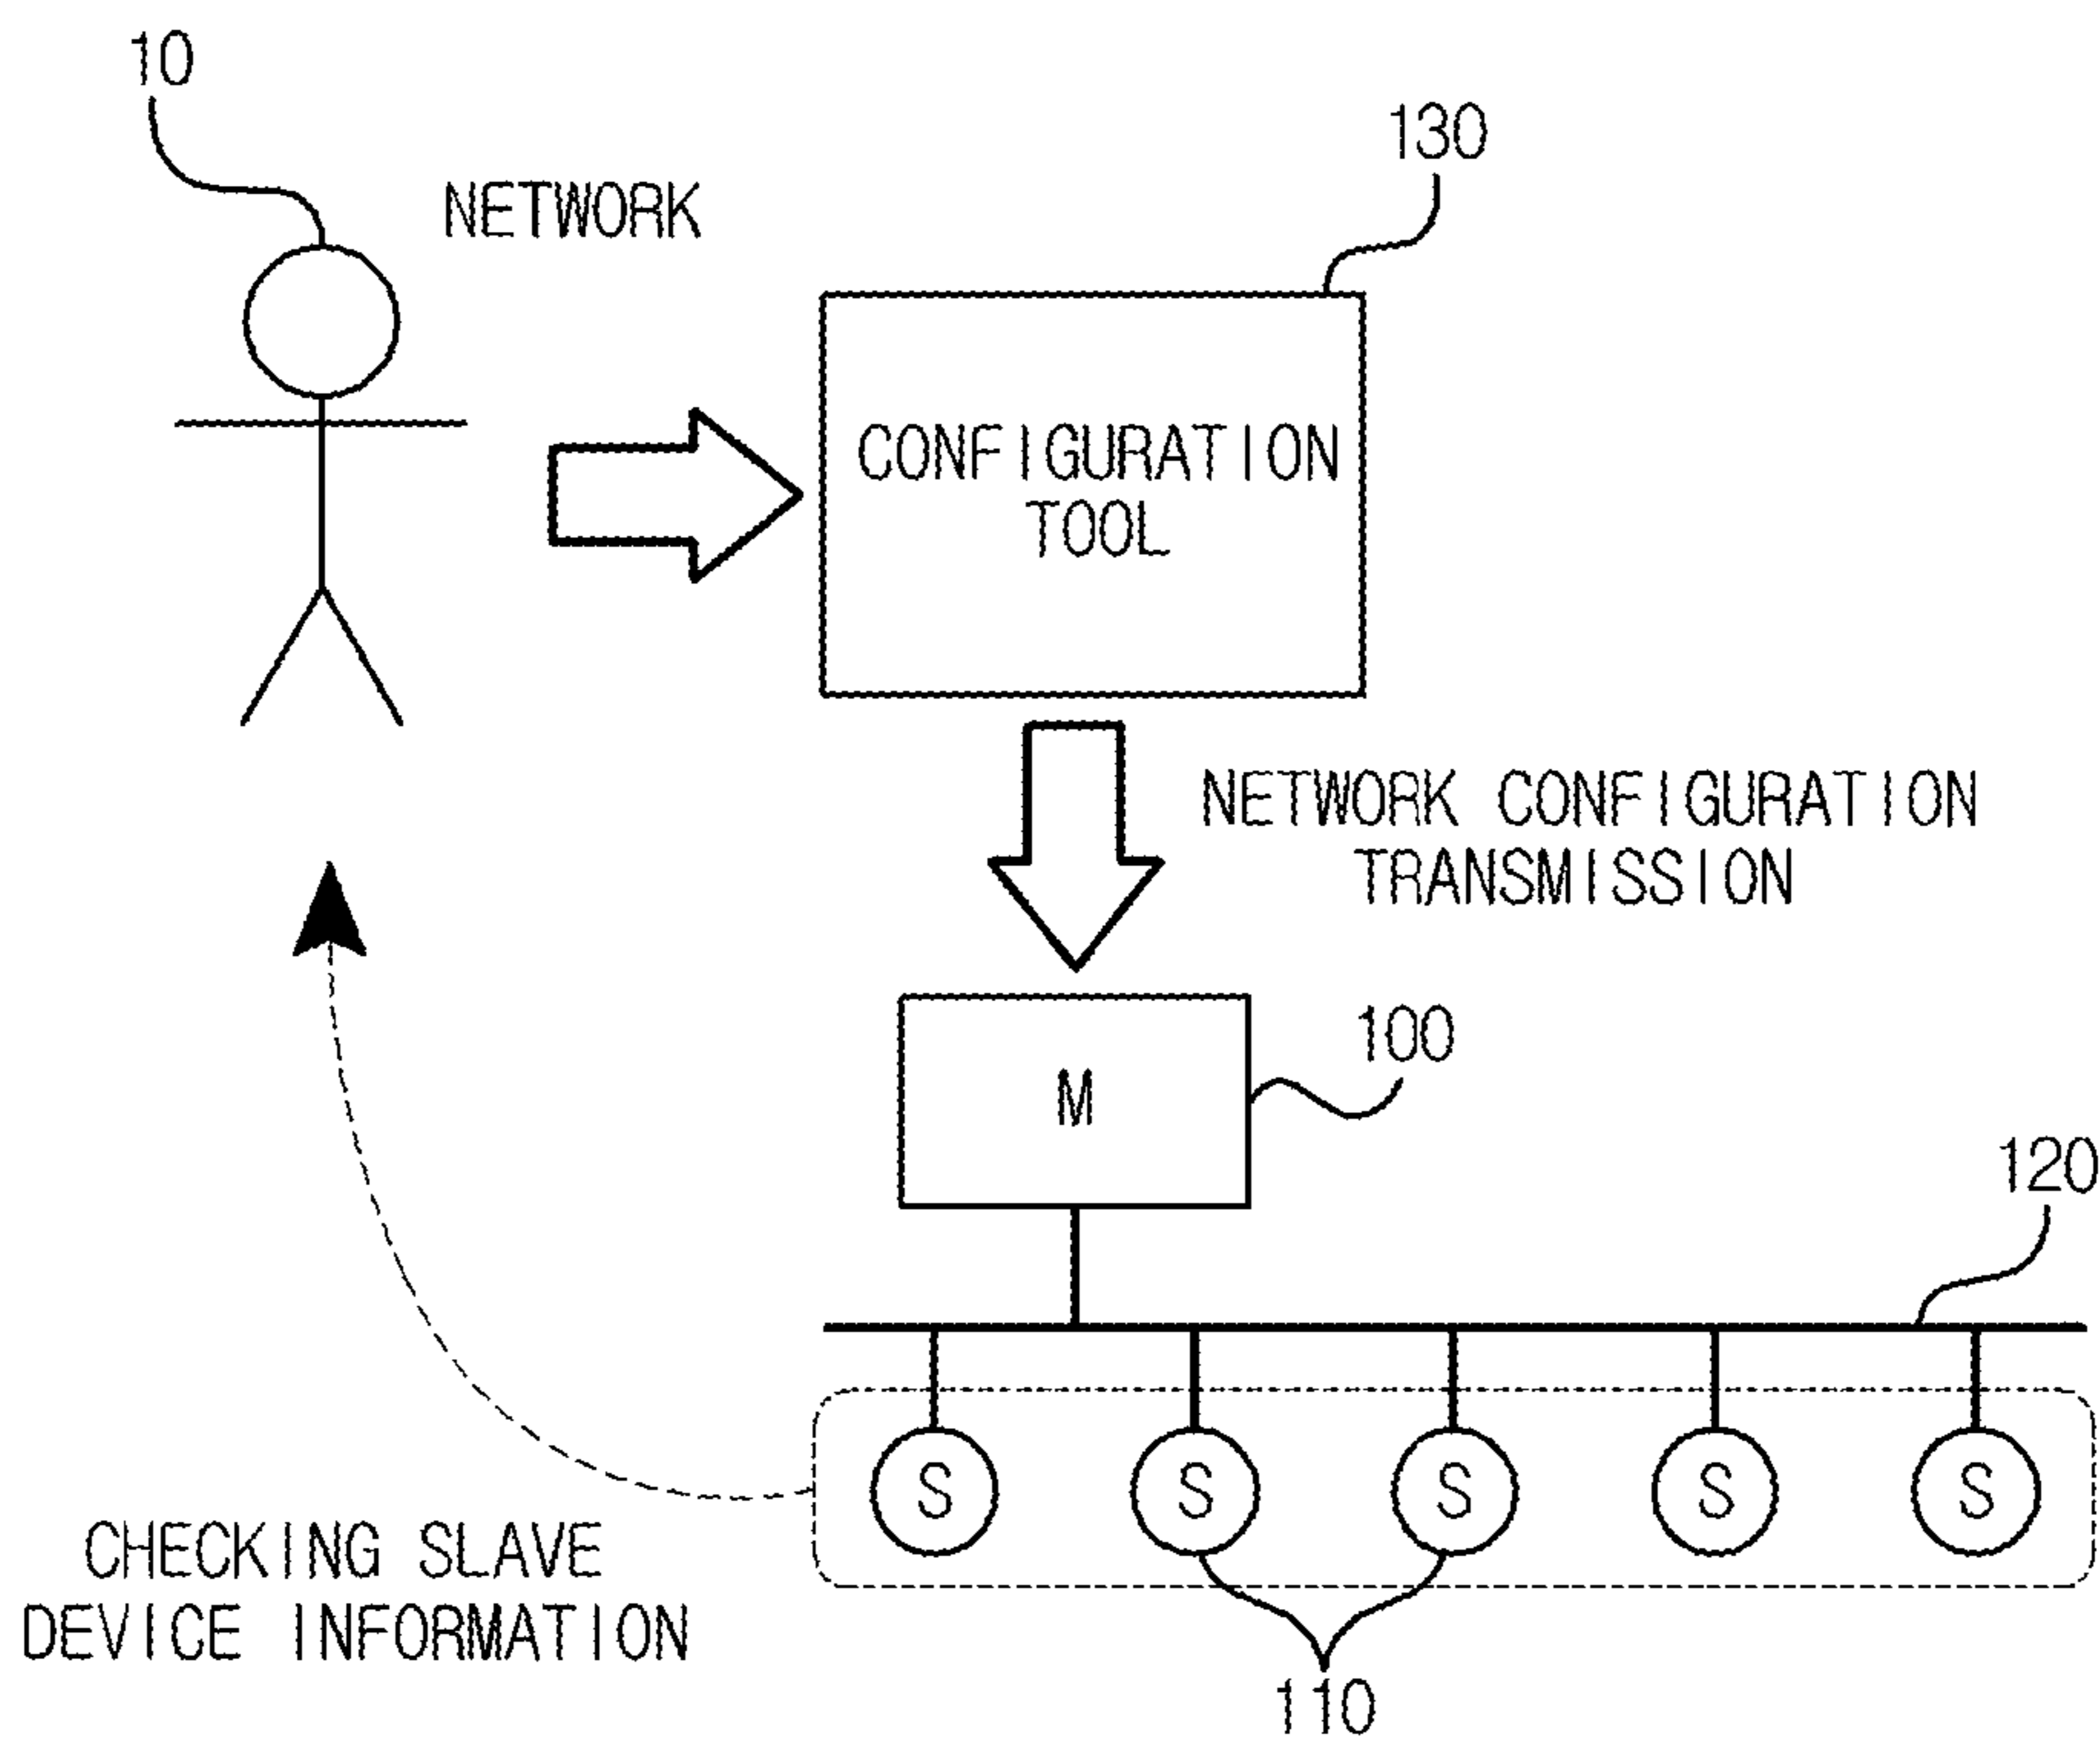 10
130
NETWORK
CONFIGURATION
TOOL
NETWORK CONFIGURATION
TRANSMISSION
M
100
120
S S S S S
CHECKING SLAVE
DEVICE INFORMATION
110